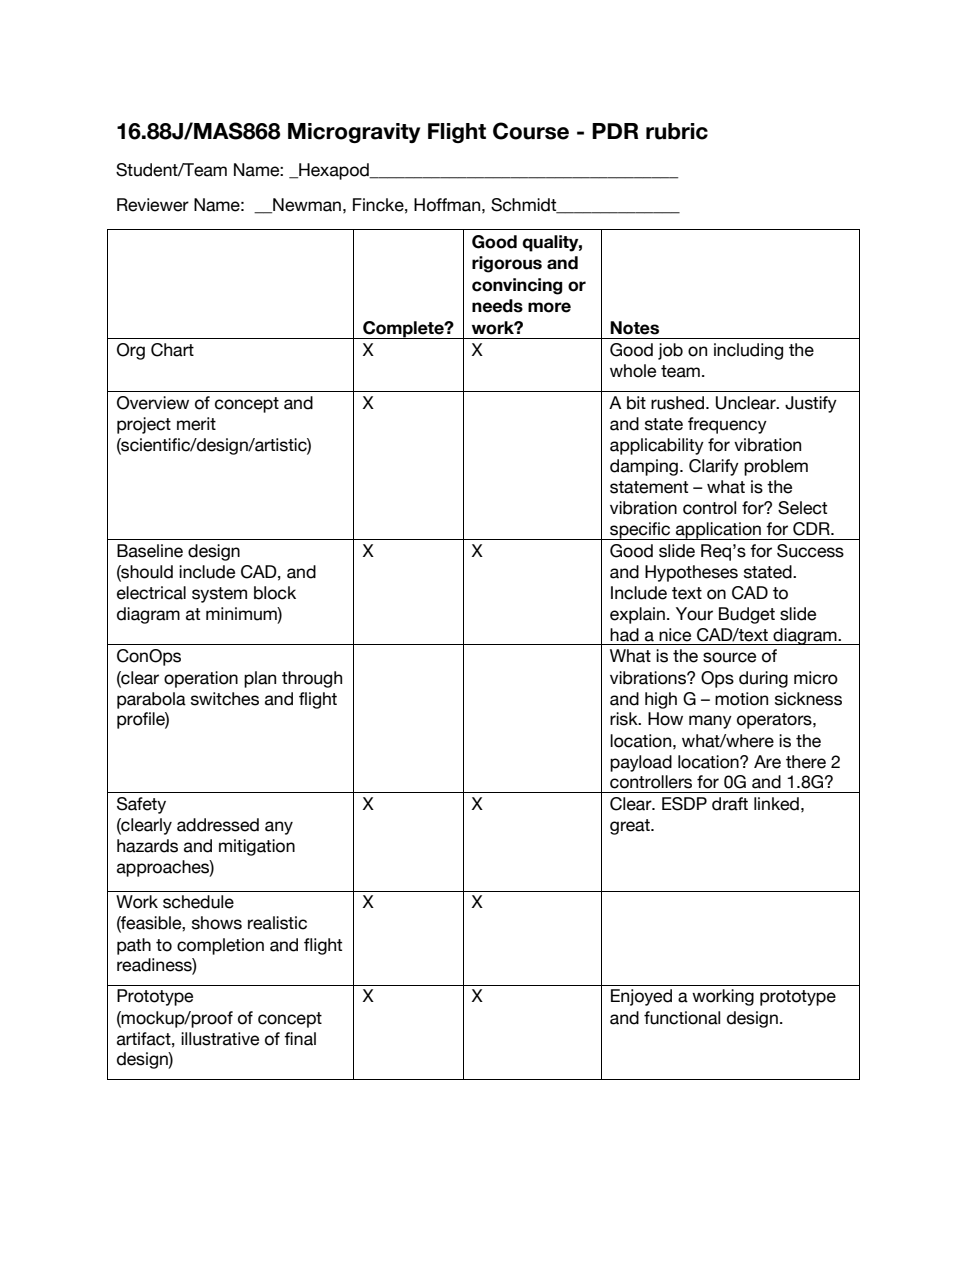 16.88J/MAS868 Microgravity Flight Course - PDR rubric
Student/Team Name: _Hexapod___________________________________
Reviewer Name:  __Newman, Fincke, Hoffman, Schmidt______________
Complete?
Good quality,
rigorous and
convincing or
needs more
work?
Notes
Org Chart
X
X
Good job on including the
whole team.
Overview of concept and
project merit
(scientific/design/artistic)
X
A bit rushed. Unclear. Justify
and state frequency
applicability for vibration
damping. Clarify problem
statement – what is the
vibration control for? Select
specific application for CDR.
Baseline design
(should include CAD, and
electrical system block
diagram at minimum)
X
X
Good slide Req’s for Success
and Hypotheses stated.
Include text on CAD to
explain. Your Budget slide
had a nice CAD/text diagram.
ConOps
(clear operation plan through
parabola switches and flight
profile)
What is the source of
vibrations? Ops during micro
and high G – motion sickness
risk. How many operators,
location, what/where is the
payload location? Are there 2
controllers for 0G and 1.8G?
Safety
(clearly addressed any
hazards and mitigation
approaches)
X
X
Clear. ESDP draft linked,
great.
Work schedule
(feasible, shows realistic
path to completion and flight
readiness)
X
X
Prototype
(mockup/proof of concept
artifact, illustrative of final
design)
X
X
Enjoyed a working prototype
and functional design.